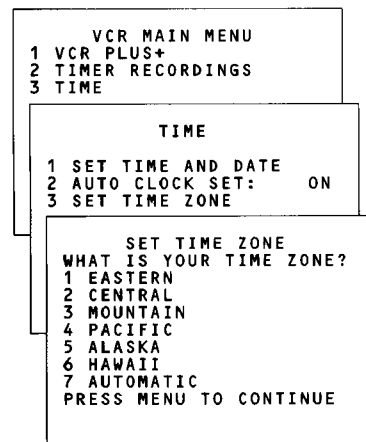 VCR MAIN MENU
1 VCR PLUS+
2 TIMER RECORDINGS
3 TIME
TIME
1 SET TIME AND DATE
2 AUTO CLOCK SET: ON
3 SET TIME ZONE
SET TIME ZONE
WHAT IS YOUR TIME ZONE?
1 EASTERN
2 CENTRAL
3 MOUNTAIN
4 PACIFIC
5 ALASKA
6 HAWAII
7 AUTOMATIC
PRESS MENU TO CONTINUE